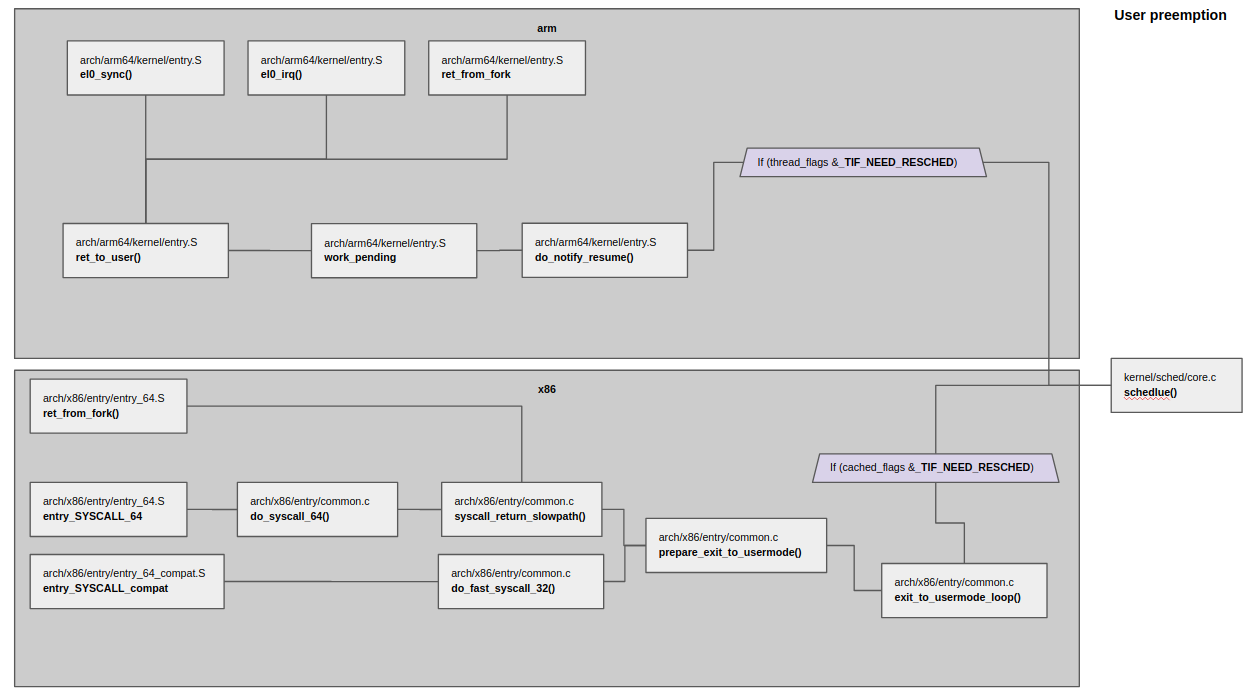 User preemption
arm
arch/arm64/kernel/entry.S
el0_sync()
arch/arm64/kernel/entry.S
el0_irq()
arch/arm64/kernel/entry.S
ret_from_fork
If (thread_flags &_TIF_NEED_RESCHED)
arch/arm64/kernel/entry.S
ret_to_user()
arch/arm64/kernel/entry.S
work_pending
arch/arm64/kernel/entry.S
do_notify_resume()
kernel/sched/core.c
schedlue()
x86
arch/x86/entry/entry_64.S
ret_from_fork()
If (cached_flags &_TIF_NEED_RESCHED)
arch/x86/entry/entry_64.S
entry_SYSCALL_64
arch/x86/entry/common.c
do_syscall_64()
arch/x86/entry/common.c
syscall_return_slowpath()
arch/x86/entry/common.c
prepare_exit_to_usermode()
arch/x86/entry/entry_64_compat.S
entry_SYSCALL_compat
arch/x86/entry/common.c
do_fast_syscall_32()
arch/x86/entry/common.c
exit_to_usermode_loop()